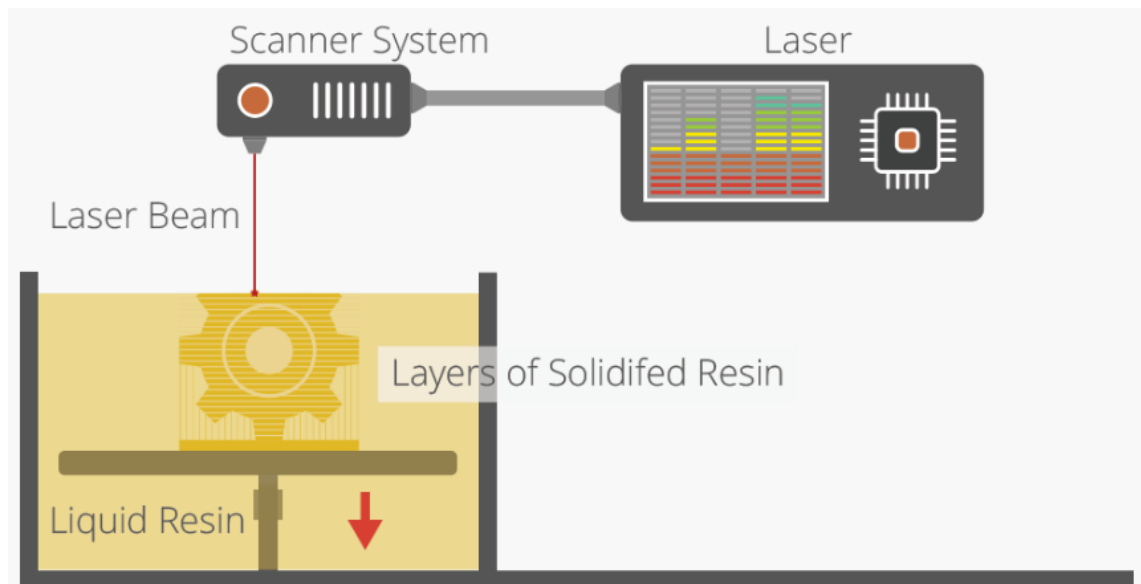 Scanner System
Laser
Laser Beam
Layers of Solidifed Resin
Liquid Resin